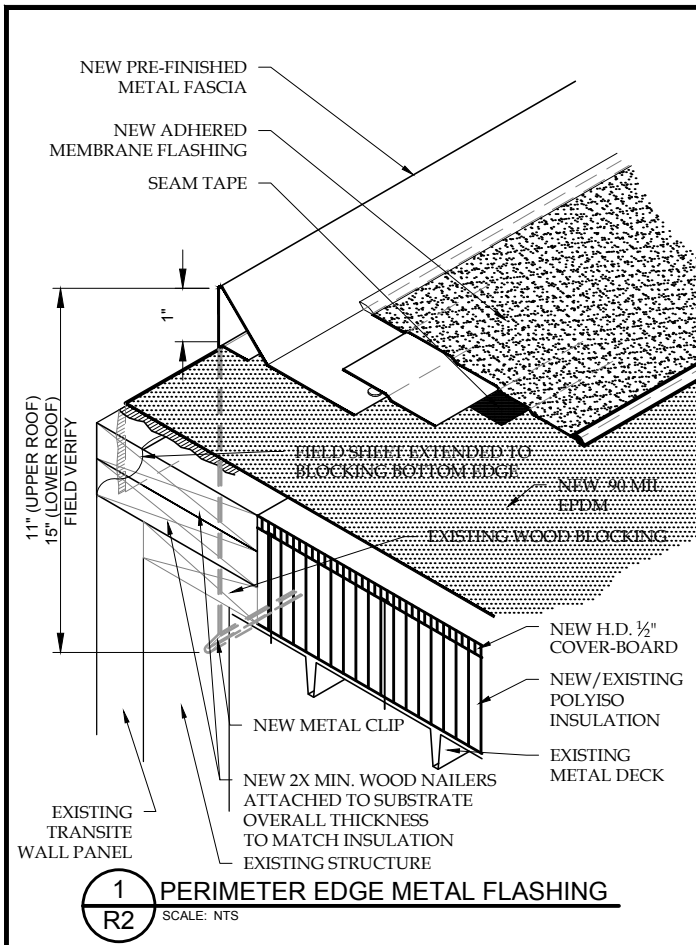 NEW PRE-FINISHED
METAL FASCIA
NEW ADHERED
MEMBRANE FLASHING
SEAM TAPE
1"
11" (UPPER ROOF)
15" (LOWER ROOF)
FIELD VERIFY
FIELD SHEET EXTENDED TO
BLOCKING BOTTOM EDGE
NEW 90 MIL
EPDM
EXISTING WOOD BLOCKING
NEW H.D. ½"
COVER-BOARD
NEW/EXISTING
POLYISO
INSULATION
NEW METAL CLIP
EXISTING
METAL DECK
NEW 2X MIN. WOOD NAILERS
ATTACHED TO SUBSTRATE
OVERALL THICKNESS
TO MATCH INSULATION
EXISTING
TRANSITE
WALL PANEL
EXISTING STRUCTURE
1
R2
PERIMETER EDGE METAL FLASHING
SCALE: NTS